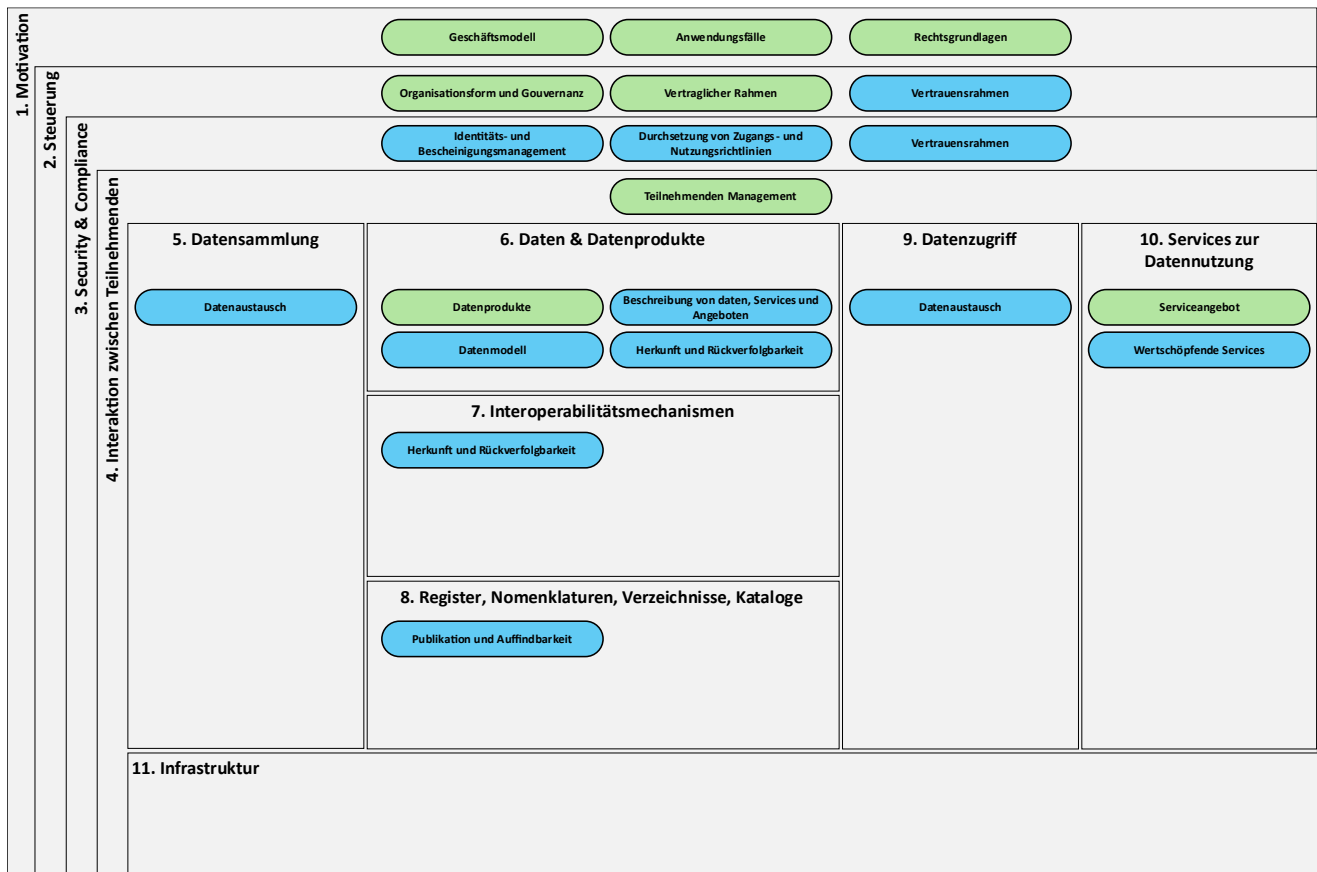 1. Motivation
Geschäftsmodell
Anwendungsfälle
Rechtsgrundlagen
2. Steuerung
Organisationsform und Gouvernanz
Vertraglicher Rahmen
Vertrauensrahmen
3. Security & Compliance
Identitäts- und
Bescheinigungsmanagement
Durchsetzung von Zugangs- und
Nutzungsrichtlinien
Vertrauensrahmen
4. Interaktion zwischen Teilnehmenden
Teilnehmenden Management
5. Datensammlung
Datenaustausch
6. Daten & Datenprodukte
Datenprodukte
Beschreibung von daten, Services und
Angeboten
Datenmodell
Herkunft und Rückverfolgbarkeit
7. Interoperabilitätsmechanismen
Herkunft und Rückverfolgbarkeit
8. Register, Nomenklaturen, Verzeichnisse, Kataloge
Publikation und Auffindbarkeit
9. Datenzugriff
Datenaustausch
10. Services zur
Datennutzung
Serviceangebot
Wertschöpfende Services
11. Infrastruktur